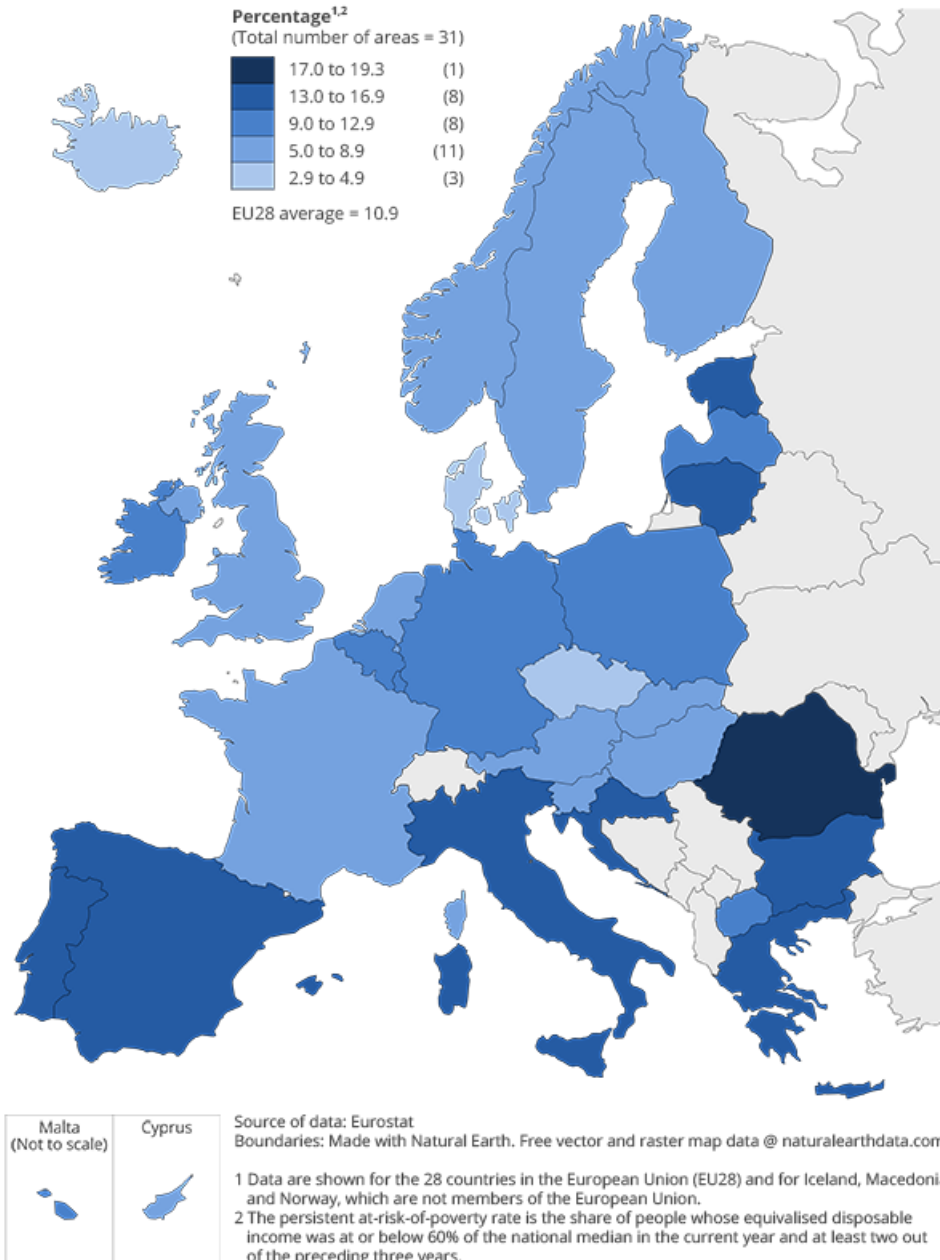 Percentage1,2
(Total number of areas = 31)
17.0 to 19.3 (1)
13.0 to 16.9 (8)
9.0 to 12.9 (8)
5.0 to 8.9 (11)
2.9 to 4.9 (3)
EU28 average = 10.9
Malta
(Not to scale)
Cyprus
Source of data: Eurostat
Boundaries: Made with Natural Earth. Free vector and raster map data @ naturalearthdata.com
1 Data are shown for the 28 countries in the European Union (EU28) and for Iceland, Macedonia
and Norway, which are not members of the European Union.
2 The persistent at-risk-of-poverty rate is the share of people whose equivalised disposable
income was at or below 60% of the national median in the current year and at least two out
of the preceding three years.